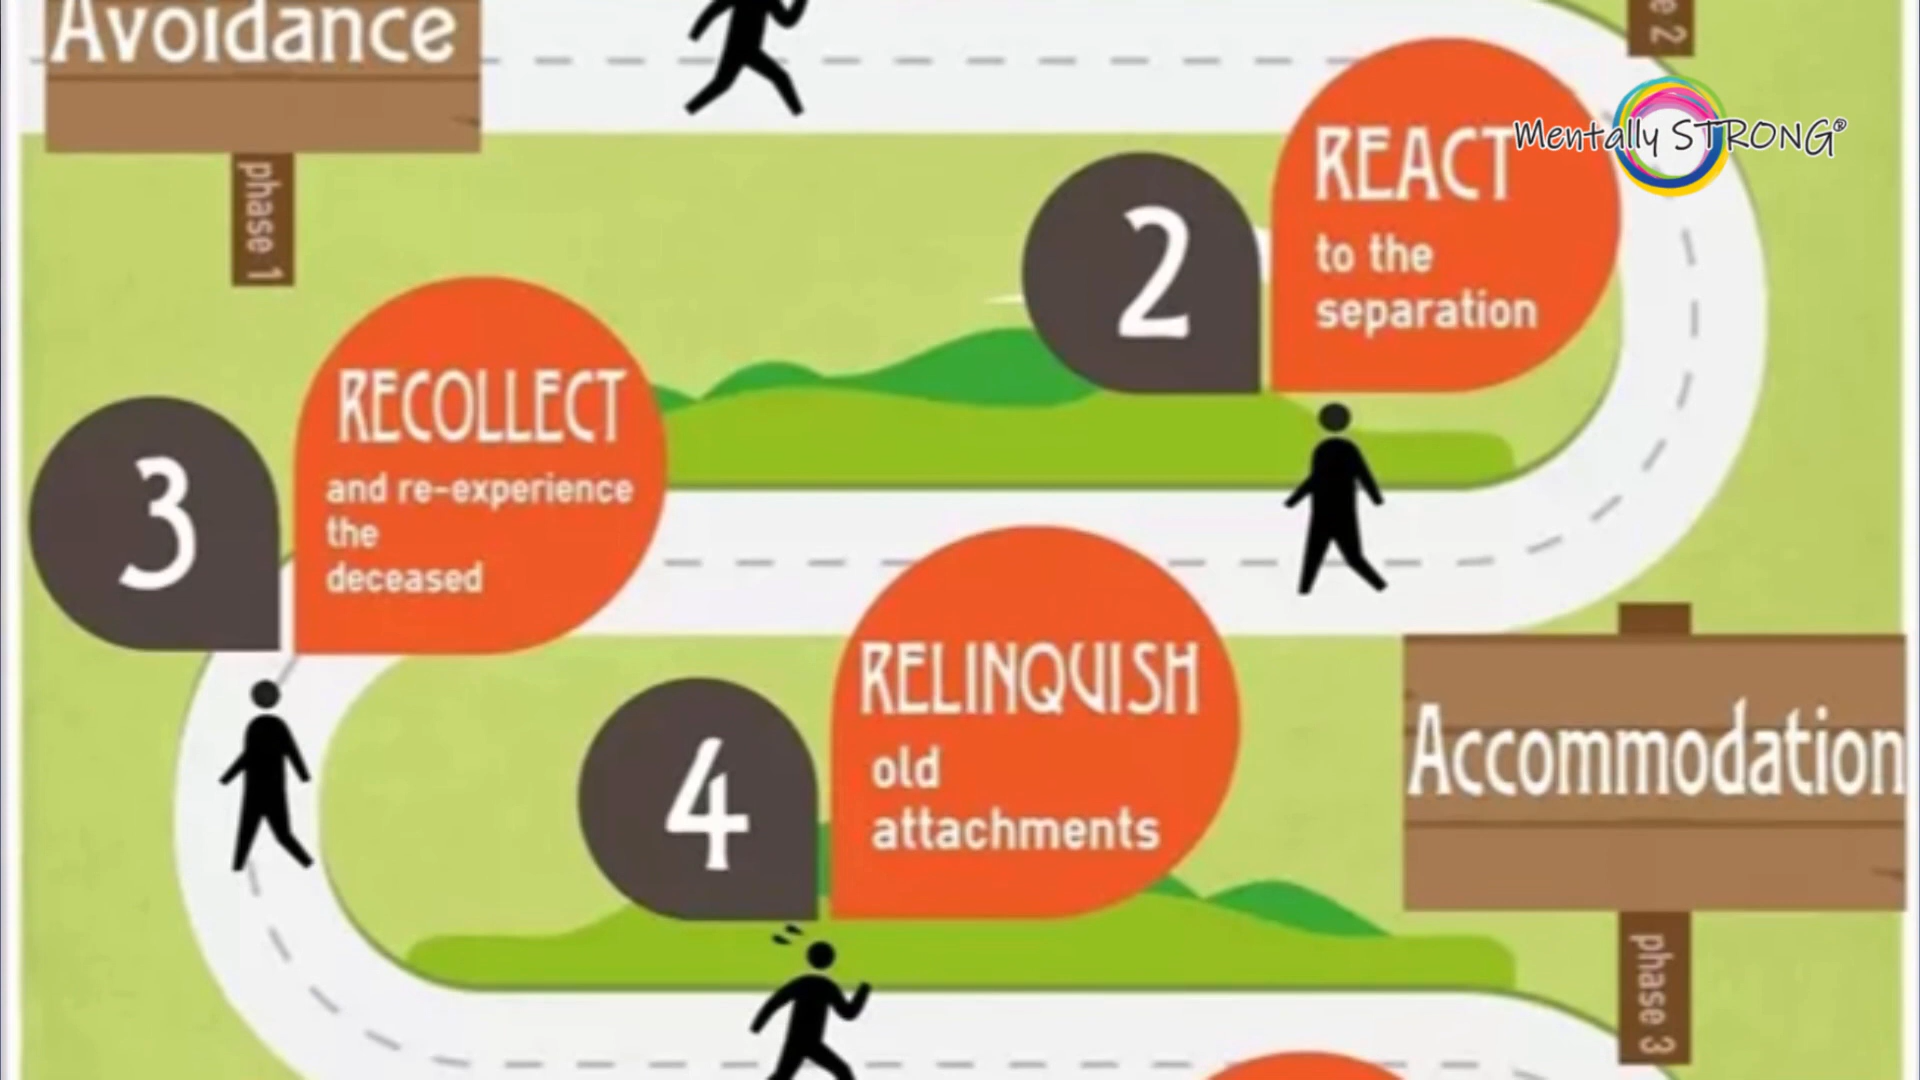 Avoidance
phase 1
e 2
Mentally STRONG®
2
REACT
to the
separation
3
RECOLLECT
and re-experience
the
deceased
4
RELINQUISH
old
attachments
Accommodation
phase 3